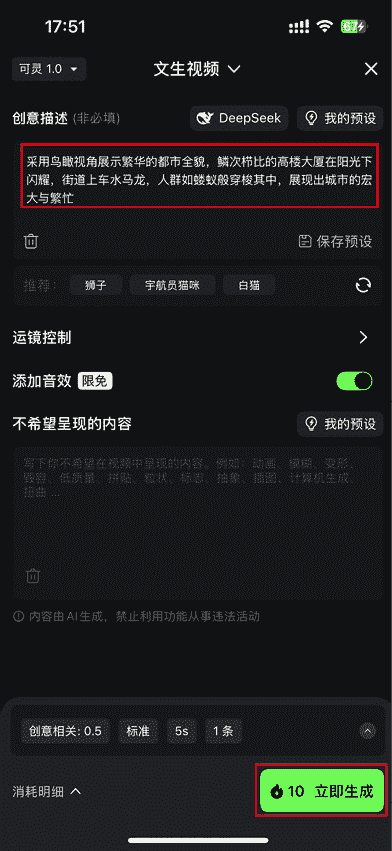 17:51
67
可灵 1.0
文生视频
创意描述 (非必填)
DeepSeek
我的预设
采用鸟瞰视角展示繁华的都市全貌，鳞次栉比的高楼大厦在阳光下
闪耀，街道上车水马龙，人群如蝼蚁般穿梭其中，展现出城市的宏
大与繁忙
保存预设
推荐：
狮子
宇航员猫咪
白猫
运镜控制
添加音效 限免
不希望呈现的内容
我的预设
写下你不希望在视频中呈现的内容，例如：动画、模糊、变形、
毁容、低质量、拼贴、粒状、标志、抽象、插图、计算机生成、
扭曲 ...
内容由 AI 生成，禁止利用功能从事违法活动
创意相关: 0.5
标准
5s
1 条
消耗明细
10 立即生成